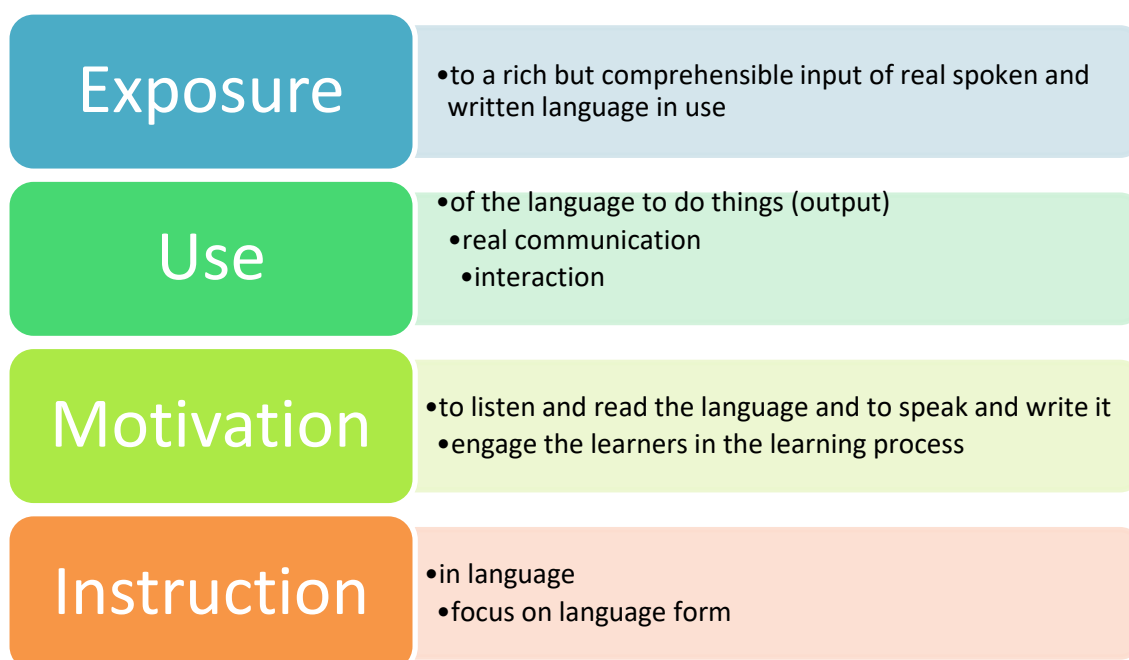 Exposure
•to a rich but comprehensible input of real spoken and
written language in use
Use
•of the language to do things (output)
•real communication
•interaction
Motivation
•to listen and read the language and to speak and write it
•engage the learners in the learning process
Instruction
•in language
•focus on language form